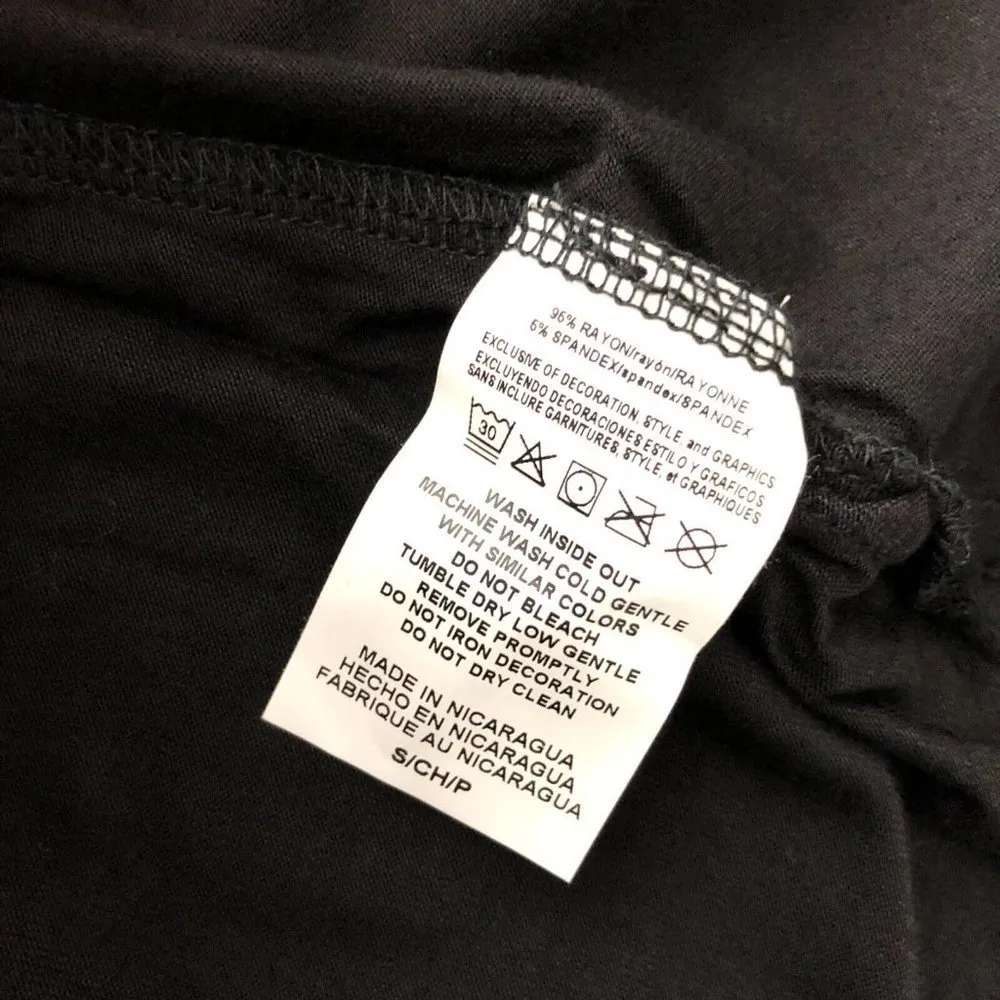 95% RAYON/rayón/RAYONNE
5% SPANDEX/spandex/SPANDEX
EXCLUSIVE OF DECORATION, STYLE, and GRAPHICS
EXCLUYENDO DECORACIONES ESTILO Y GRAFICOS
SANS INCLURE GARNITURES, STYLE, et GRAPHIQUES
30
WASH INSIDE OUT
MACHINE WASH COLD GENTLE
WITH SIMILAR COLORS
DO NOT BLEACH
TUMBLE DRY LOW GENTLE
REMOVE PROMPTLY
DO NOT IRON DECORATION
DO NOT DRY CLEAN
MADE IN NICARAGUA
HECHO EN NICARAGUA
FABRIQUE AU NICARAGUA
S/CH/P